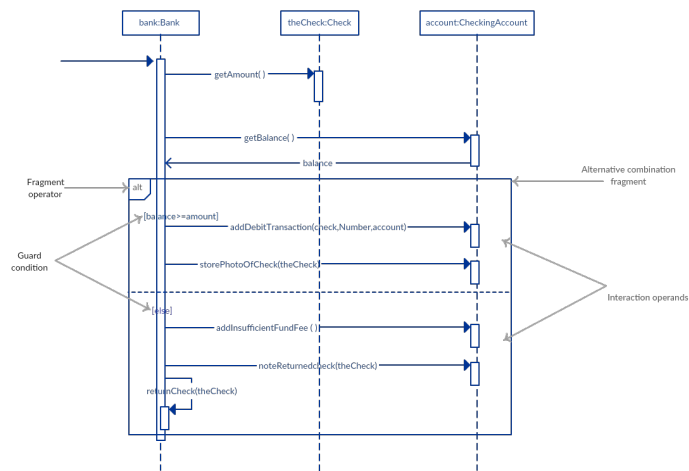 bank:Bank
theCheck:Check
account:CheckingAccount
getAmount( )
getBalance( )
balance
Alternative combination
fragment
Fragment
operator
alt
[balance>=amount]
addDebitTransaction(check,Number,account)
Guard
condition
storePhotoOfCheck(theCheck)
Interaction operands
[else]
addInsufficientFundFee ( )
noteReturnedcheck(theCheck)
returnCheck(theCheck)